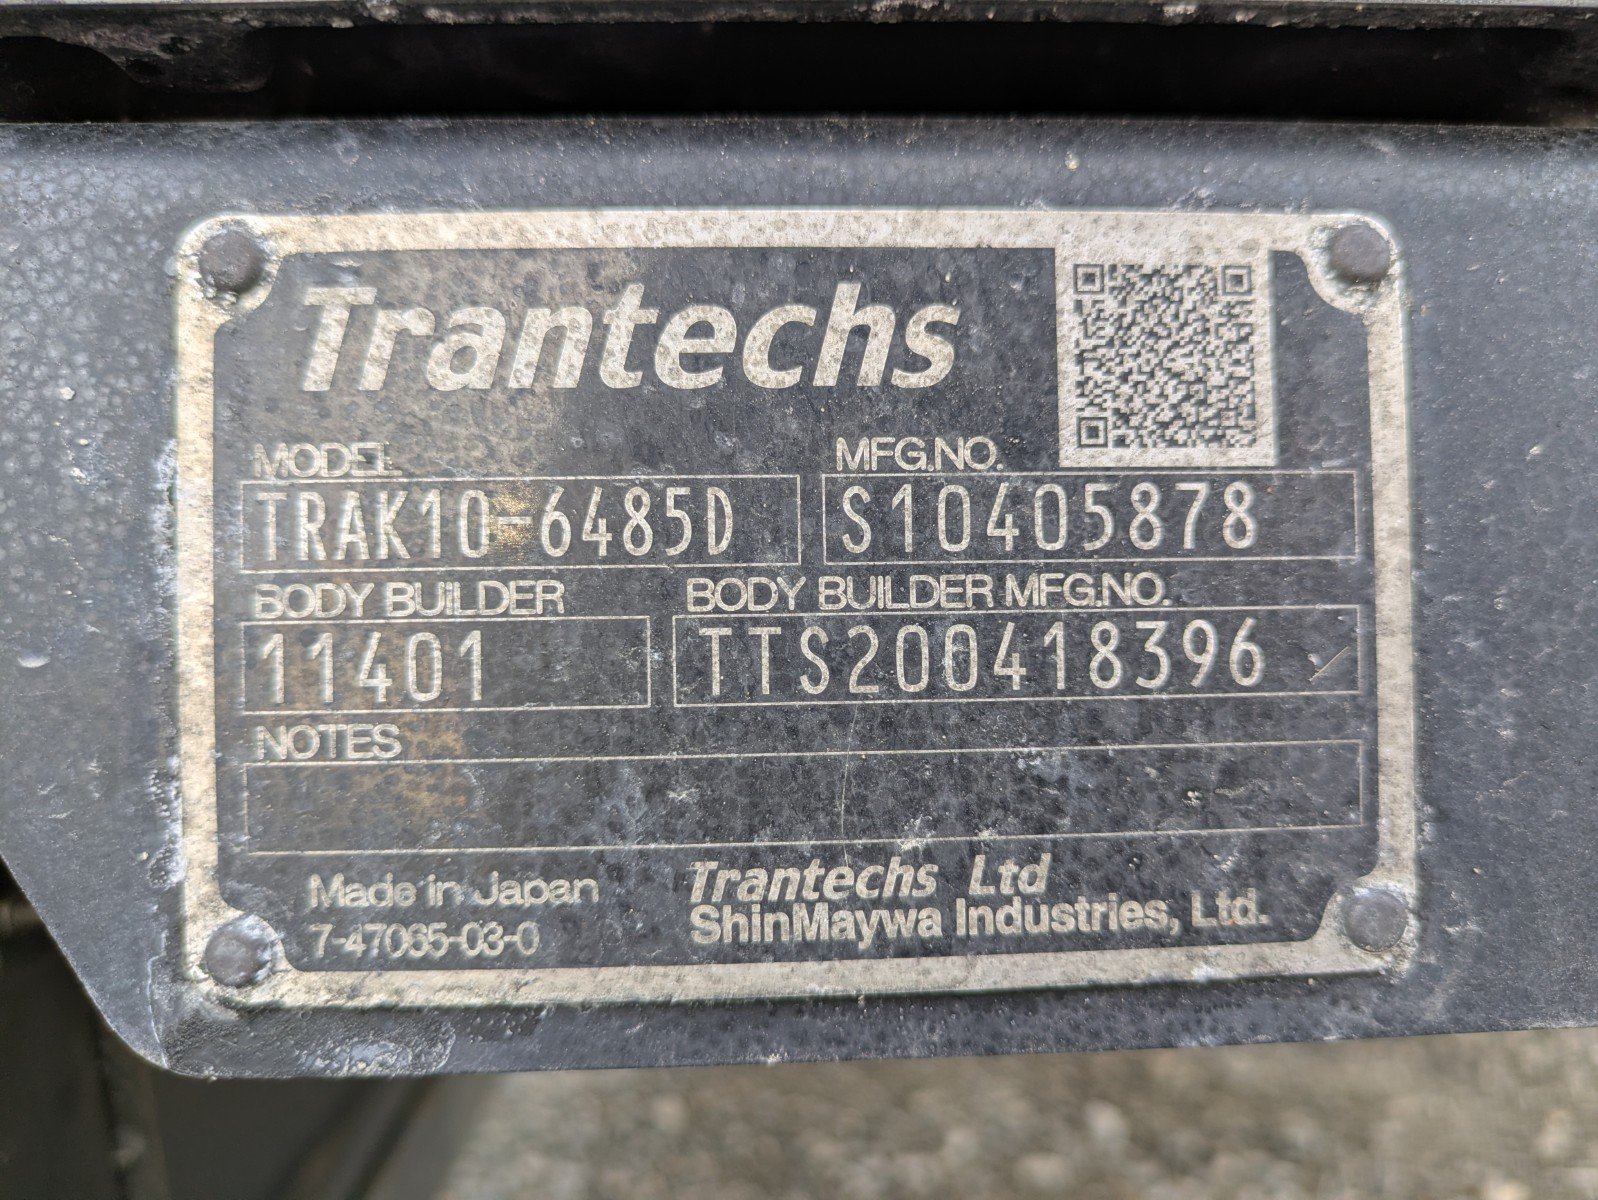 Trantechs
MODEL MFG.NO.
TRAK10-6485D S10405878
BODY BUILDER BODY BUILDER MFG.NO.
11401 TTS200418396
NOTES
Made in Japan Trantechs Ltd
7-47065-03-0 ShinMaywa Industries, Ltd.